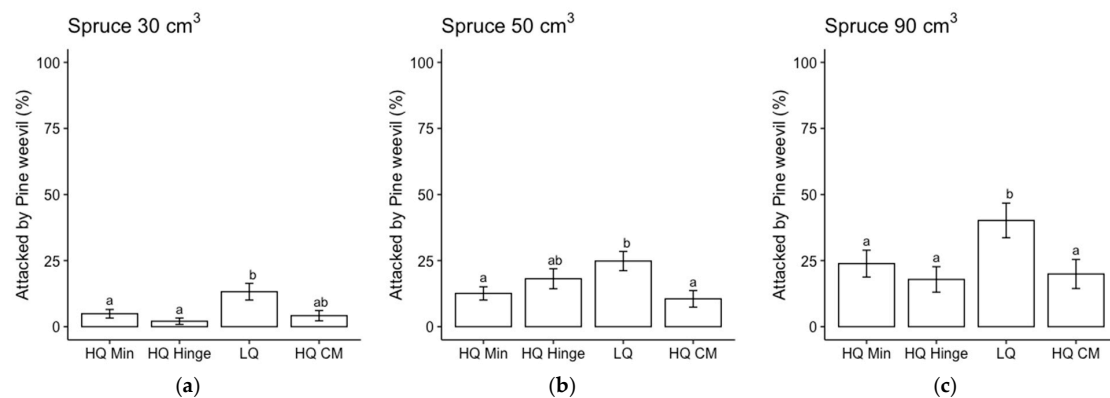 Spruce 30 cm³
Attacked by Pine weevil (%)
100
75
50
25
0
a
a
b
ab
HQ Min HQ Hinge LQ HQ CM
(a)
Spruce 50 cm³
Attacked by Pine weevil (%)
100
75
50
25
0
a
ab
b
a
HQ Min HQ Hinge LQ HQ CM
(b)
Spruce 90 cm³
Attacked by Pine weevil (%)
100
75
50
25
0
a
a
b
a
HQ Min HQ Hinge LQ HQ CM
(c)